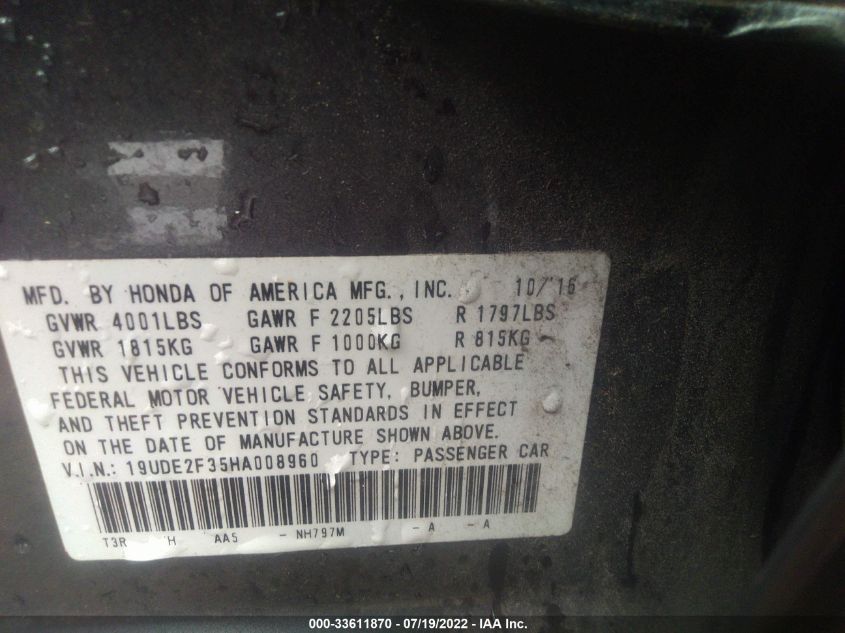 MFD. BY HONDA OF AMERICA MFG., INC. 10/'16
GVWR 4001LBS GAWR F 2205LBS R 1797LBS
GVWR 1815KG GAWR F 1000KG R 815KG
THIS VEHICLE CONFORMS TO ALL APPLICABLE
FEDERAL MOTOR VEHICLE SAFETY, BUMPER,
AND THEFT PREVENTION STANDARDS IN EFFECT
ON THE DATE OF MANUFACTURE SHOWN ABOVE.
V.I.N.: 19UDE2F35HA008960 TYPE: PASSENGER CAR
AA5 - NH797M - A - A
000-33611870 - 07/19/2022 - IAA Inc.